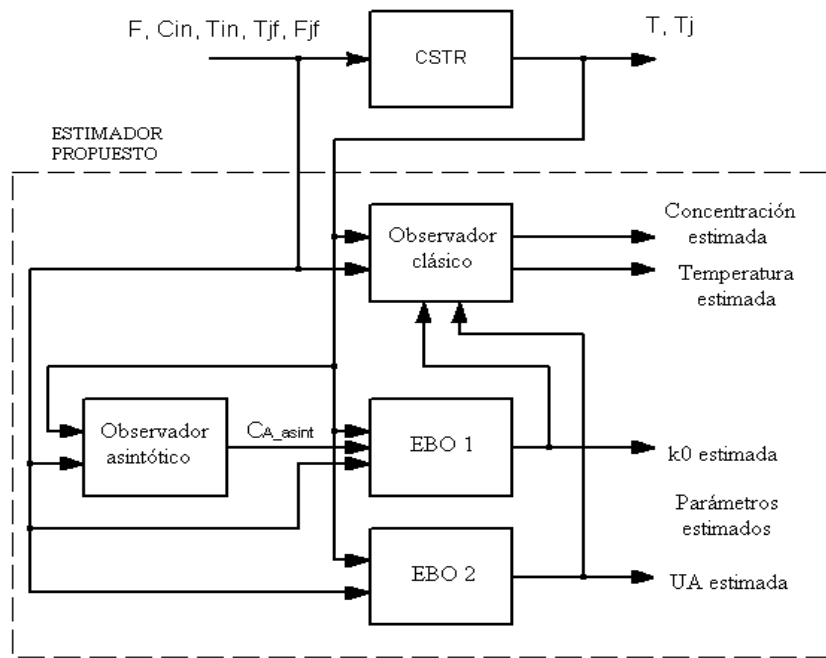 F, Cin, Tin, Tjf, Fjf
CSTR
T, Tj
ESTIMADOR
PROPUESTO
Observador
clásico
Concentración
estimada
Temperatura
estimada
Observador
asintótico
CA_asint
EBO 1
k0 estimada
Parámetros
estimados
EBO 2
UA estimada